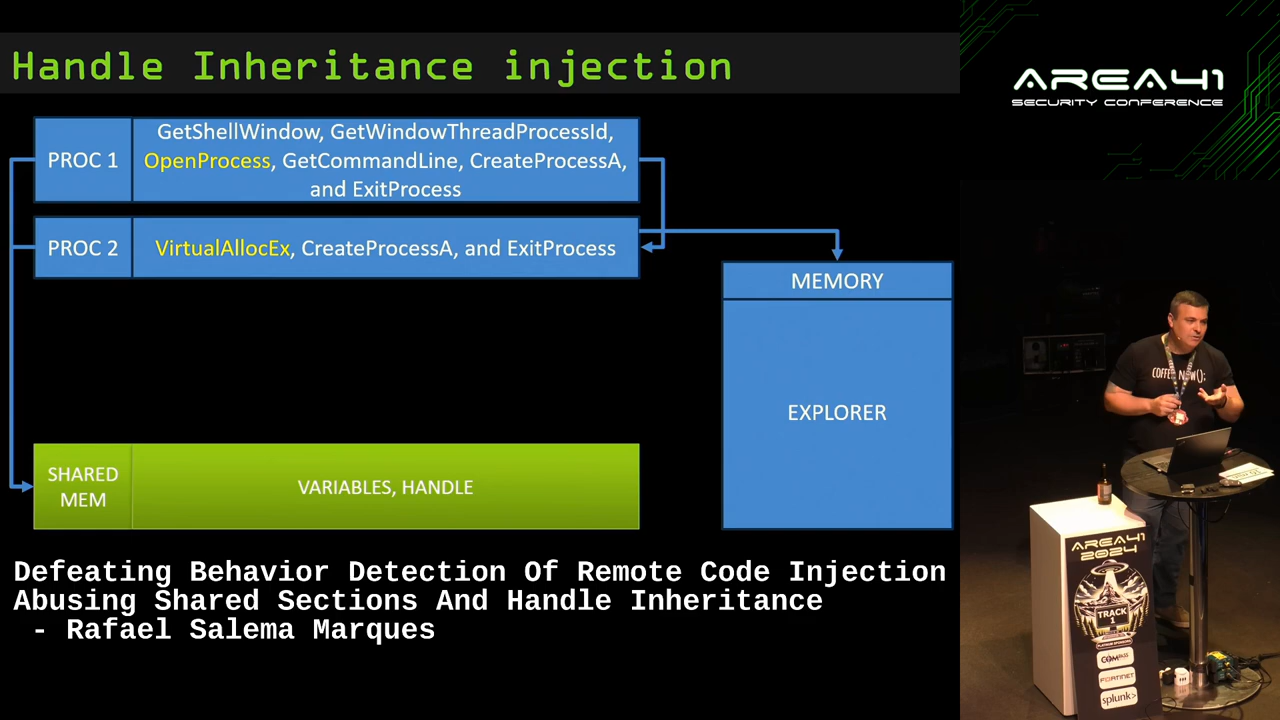 Handle Inheritance injection
AREA41
SECURITY CONFERENCE
PROC 1
GetShellWindow, GetWindowThreadProcessId,
OpenProcess, GetCommandLine, CreateProcessA,
and ExitProcess
PROC 2
VirtualAllocEx, CreateProcessA, and ExitProcess
MEMORY
EXPLORER
SHARED
MEM
VARIABLES, HANDLE
Defeating Behavior Detection Of Remote Code Injection
Abusing Shared Sections And Handle Inheritance
- Rafael Salema Marques
AREA41
2024
TRACK
1
COMPASS
FORTINET
splunk>